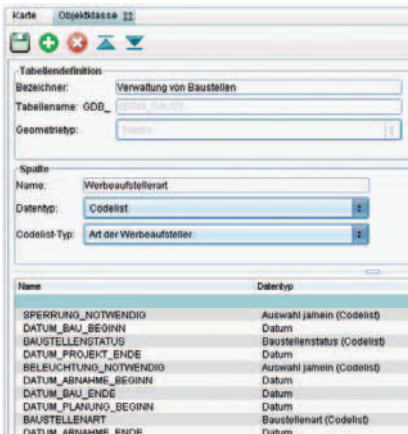 Karte Objektklasse
Tabellendefinition
Bezeichner: Verwaltung von Baustellen
Tabellenname: GDB_
Geometrietyp:
Spalte
Name: Werbeaufstellerart
Datentyp: Codelist
Codelist-Typ: Art der Werbeaufsteller
Name Datentyp
SPERRUNG_NOTWENDIG Auswahl ja/nein (Codelist)
DATUM_BAU_BEGINN Datum
BAUSTELLENSTATUS Baustellenstatus (Codelist)
DATUM_PROJEKT_ENDE Datum
BELEUCHTUNG_NOTWENDIG Auswahl ja/nein (Codelist)
DATUM_ABNAHME_BEGINN Datum
DATUM_BAU_ENDE Datum
DATUM_PLANUNG_BEGINN Datum
BAUSTELLENART Baustellenart (Codelist)
DATUM_ABNAHME_ENDE Datum